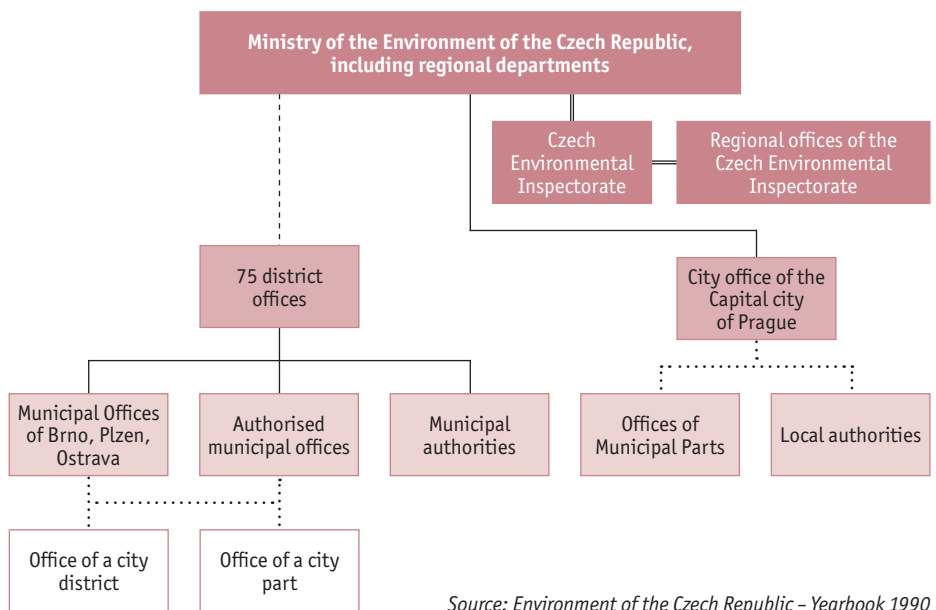 Ministry of the Environment of the Czech Republic,
including regional departments
Czech
Environmental
Inspectorate
Regional offices of the
Czech Environmental
Inspectorate
75 district
offices
City office of the
Capital city
of Prague
Municipal Offices
of Brno, Plzen,
Ostrava
Authorised
municipal offices
Municipal
authorities
Offices of
Municipal Parts
Local authorities
Office of a city
district
Office of a city
part
Source: Environment of the Czech Republic – Yearbook 1990